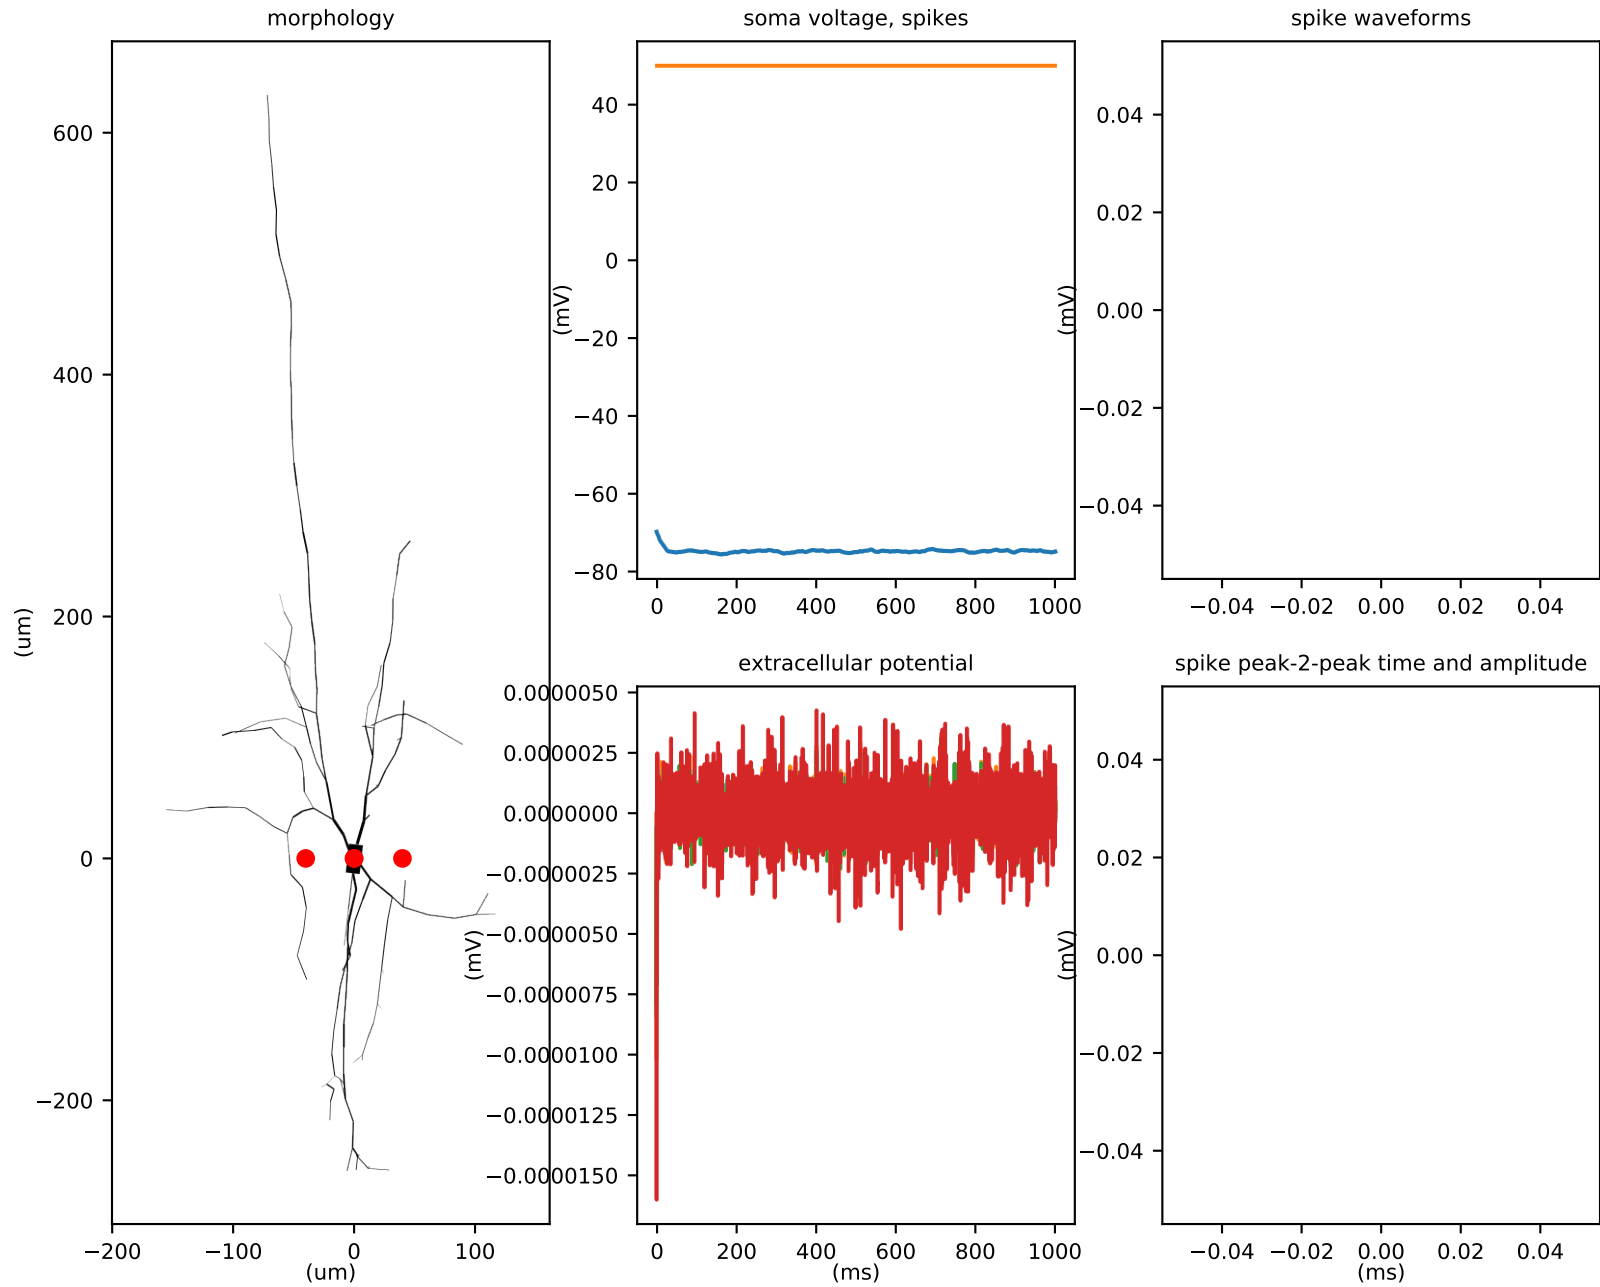 morphology
600
400
200
0
−200
(um)
−200 −100 0 100
(um)
soma voltage, spikes
40
20
0
−20
−40
−60
−80
(mV)
0 200 400 600 800 1000
spike waveforms
0.04
0.02
0.00
−0.02
−0.04
(mV)
−0.04 −0.02 0.00 0.02 0.04
extracellular potential
0.0000050
0.0000025
0.0000000
−0.0000025
−0.0000050
−0.0000075
−0.0000100
−0.0000125
−0.0000150
(mV)
0 200 400 600 800 1000
(ms)
spike peak-2-peak time and amplitude
0.04
0.02
0.00
−0.02
−0.04
(mV)
−0.04 −0.02 0.00 0.02 0.04
(ms)